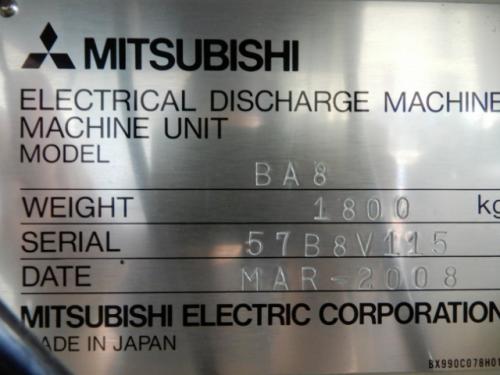 MITSUBISHI
ELECTRICAL DISCHARGE MACHINE
MACHINE UNIT
MODEL BA8
WEIGHT 1800 kg
SERIAL 57B8V115
DATE MAR-2008
MITSUBISHI ELECTRIC CORPORATION
MADE IN JAPAN
BX990C078H01